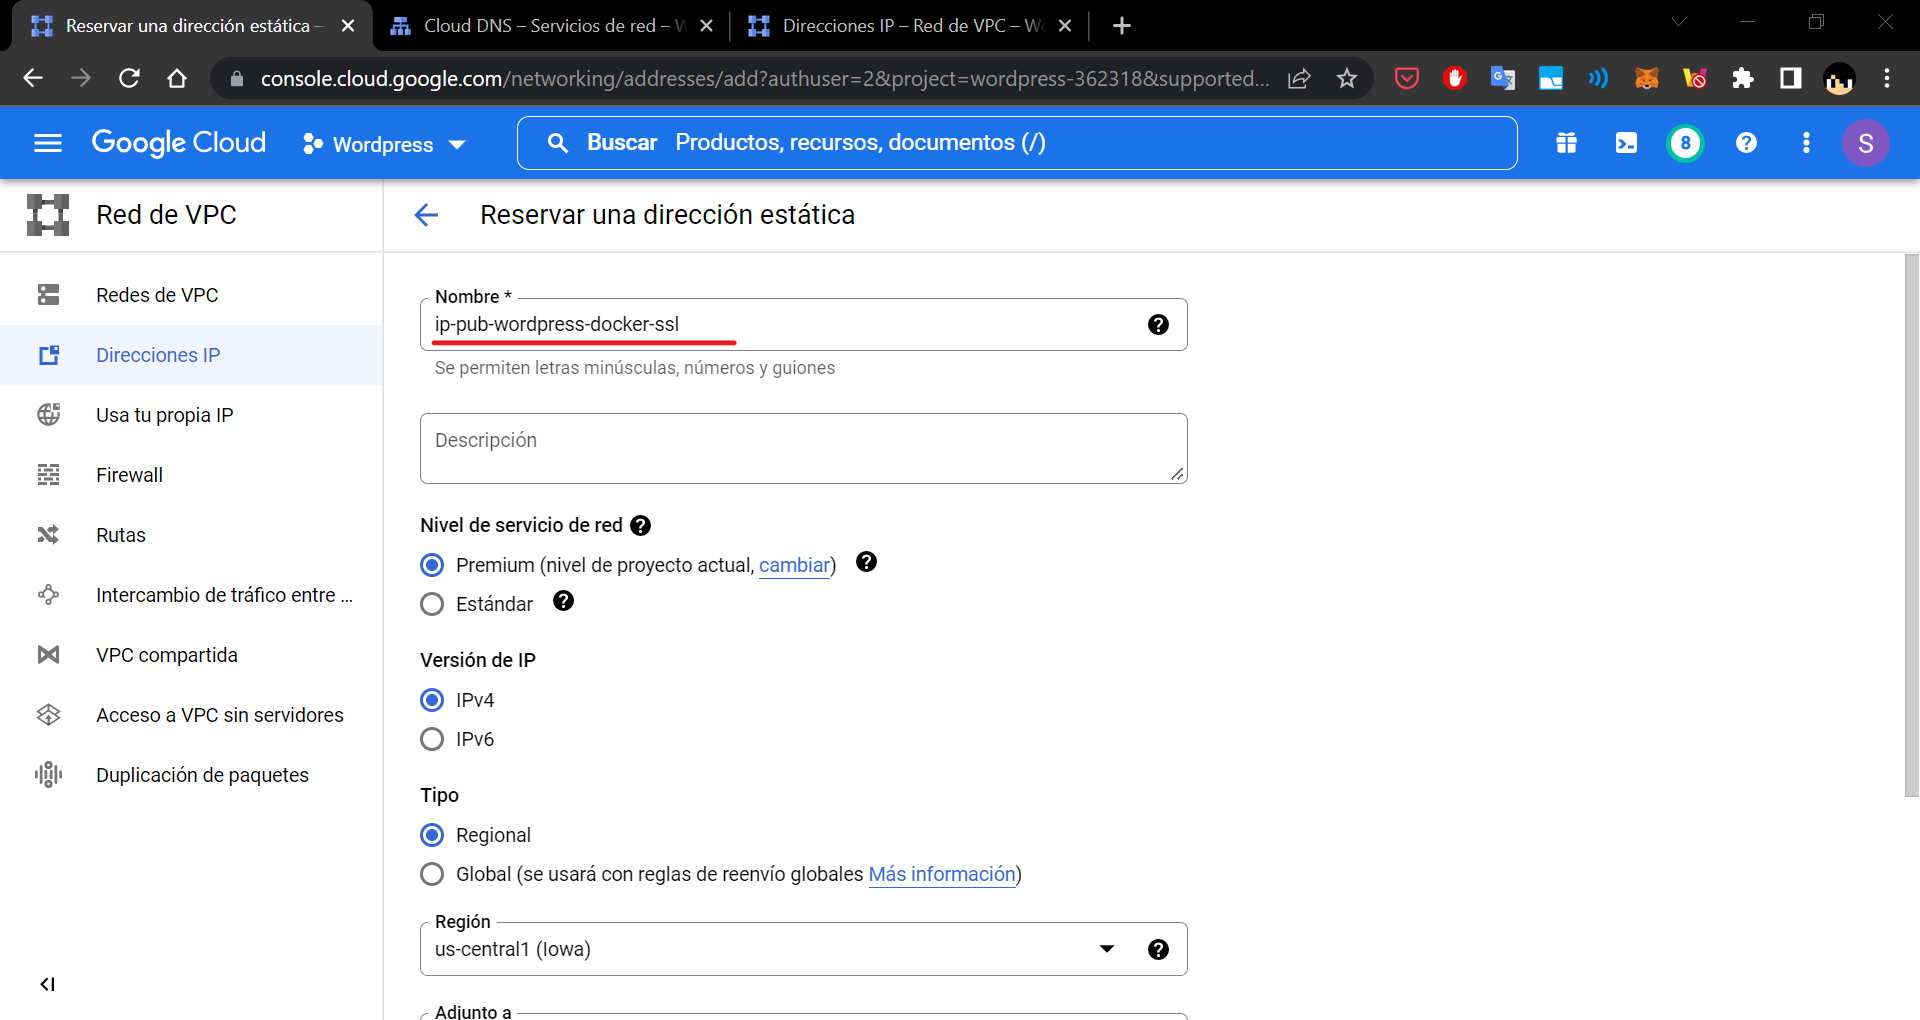 Reservar una dirección estática –
Cloud DNS – Servicios de red – W
Direcciones IP – Red de VPC – Wo
console.cloud.google.com/networking/addresses/add?authuser=2&project=wordpress-362318&supported...
Google Cloud
Wordpress
Buscar Productos, recursos, documentos (/)
8
S
Red de VPC
Reservar una dirección estática
Redes de VPC
Direcciones IP
Usa tu propia IP
Firewall
Rutas
Intercambio de tráfico entre ...
VPC compartida
Acceso a VPC sin servidores
Duplicación de paquetes
Nombre *
ip-pub-wordpress-docker-ssl
Se permiten letras minúsculas, números y guiones
Descripción
Nivel de servicio de red
Premium (nivel de proyecto actual, cambiar)
Estándar
Versión de IP
IPv4
IPv6
Tipo
Regional
Global (se usará con reglas de reenvío globales Más información)
Región
us-central1 (Iowa)
Adjunto a